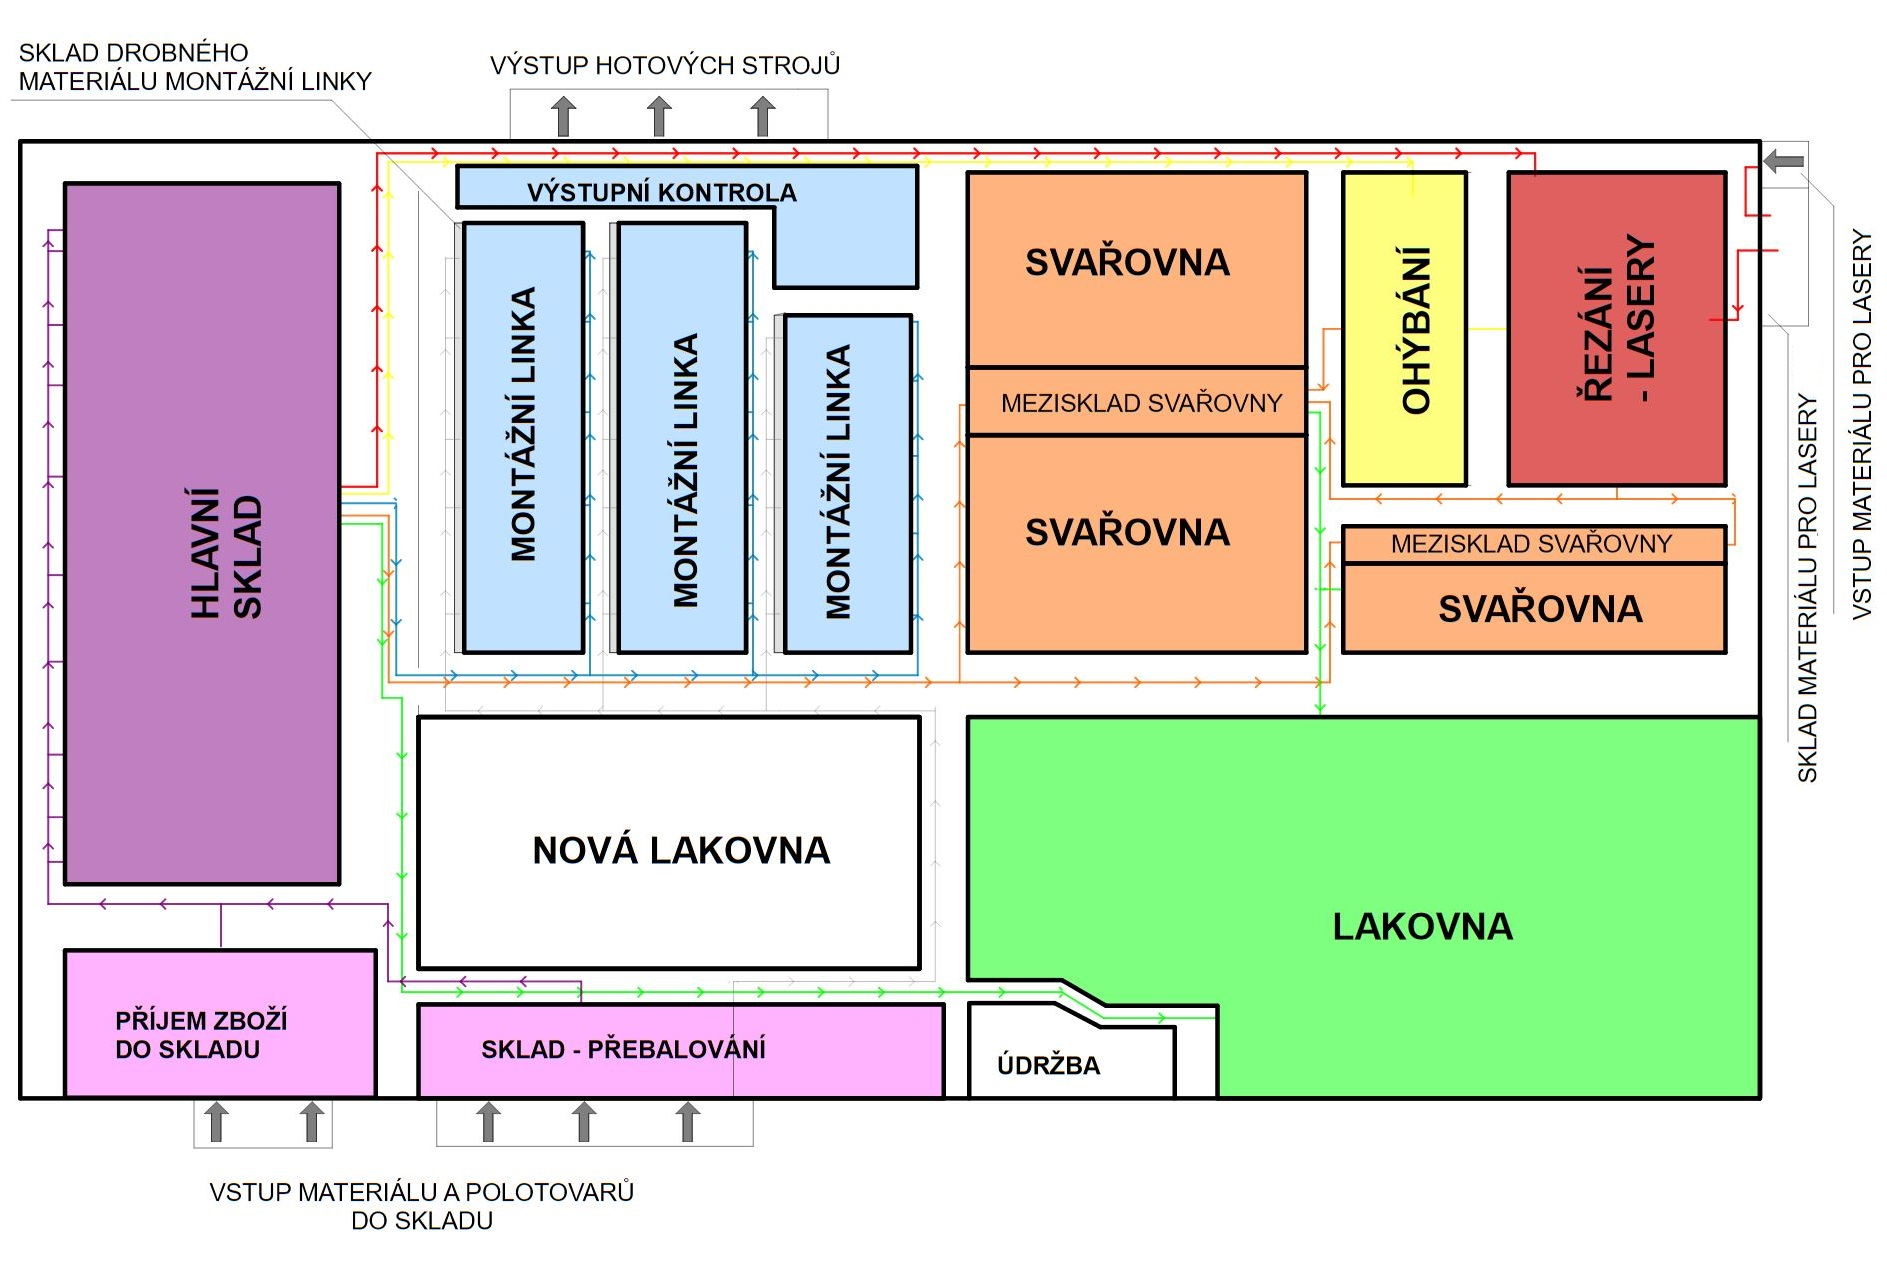 SKLAD DROBNÉHO
MATERIÁLU MONTÁŽNÍ LINKY
VÝSTUP HOTOVÝCH STROJŮ
VÝSTUPNÍ KONTROLA
HLAVNÍ
SKLAD
MONTÁŽNÍ LINKA
MONTÁŽNÍ LINKA
MONTÁŽNÍ LINKA
SVAŘOVNA
MEZISKLAD SVAŘOVNY
SVAŘOVNA
OHÝBÁNÍ
ŘEZÁNÍ
- LASERY
MEZISKLAD SVAŘOVNY
SVAŘOVNA
VSTUP MATERIÁLU PRO LASERY
SKLAD MATERIÁLU PRO LASERY
NOVÁ LAKOVNA
LAKOVNA
PŘÍJEM ZBOŽÍ
DO SKLADU
SKLAD - PŘEBALOVÁNÍ
ÚDRŽBA
VSTUP MATERIÁLU A POLOTOVARŮ
DO SKLADU